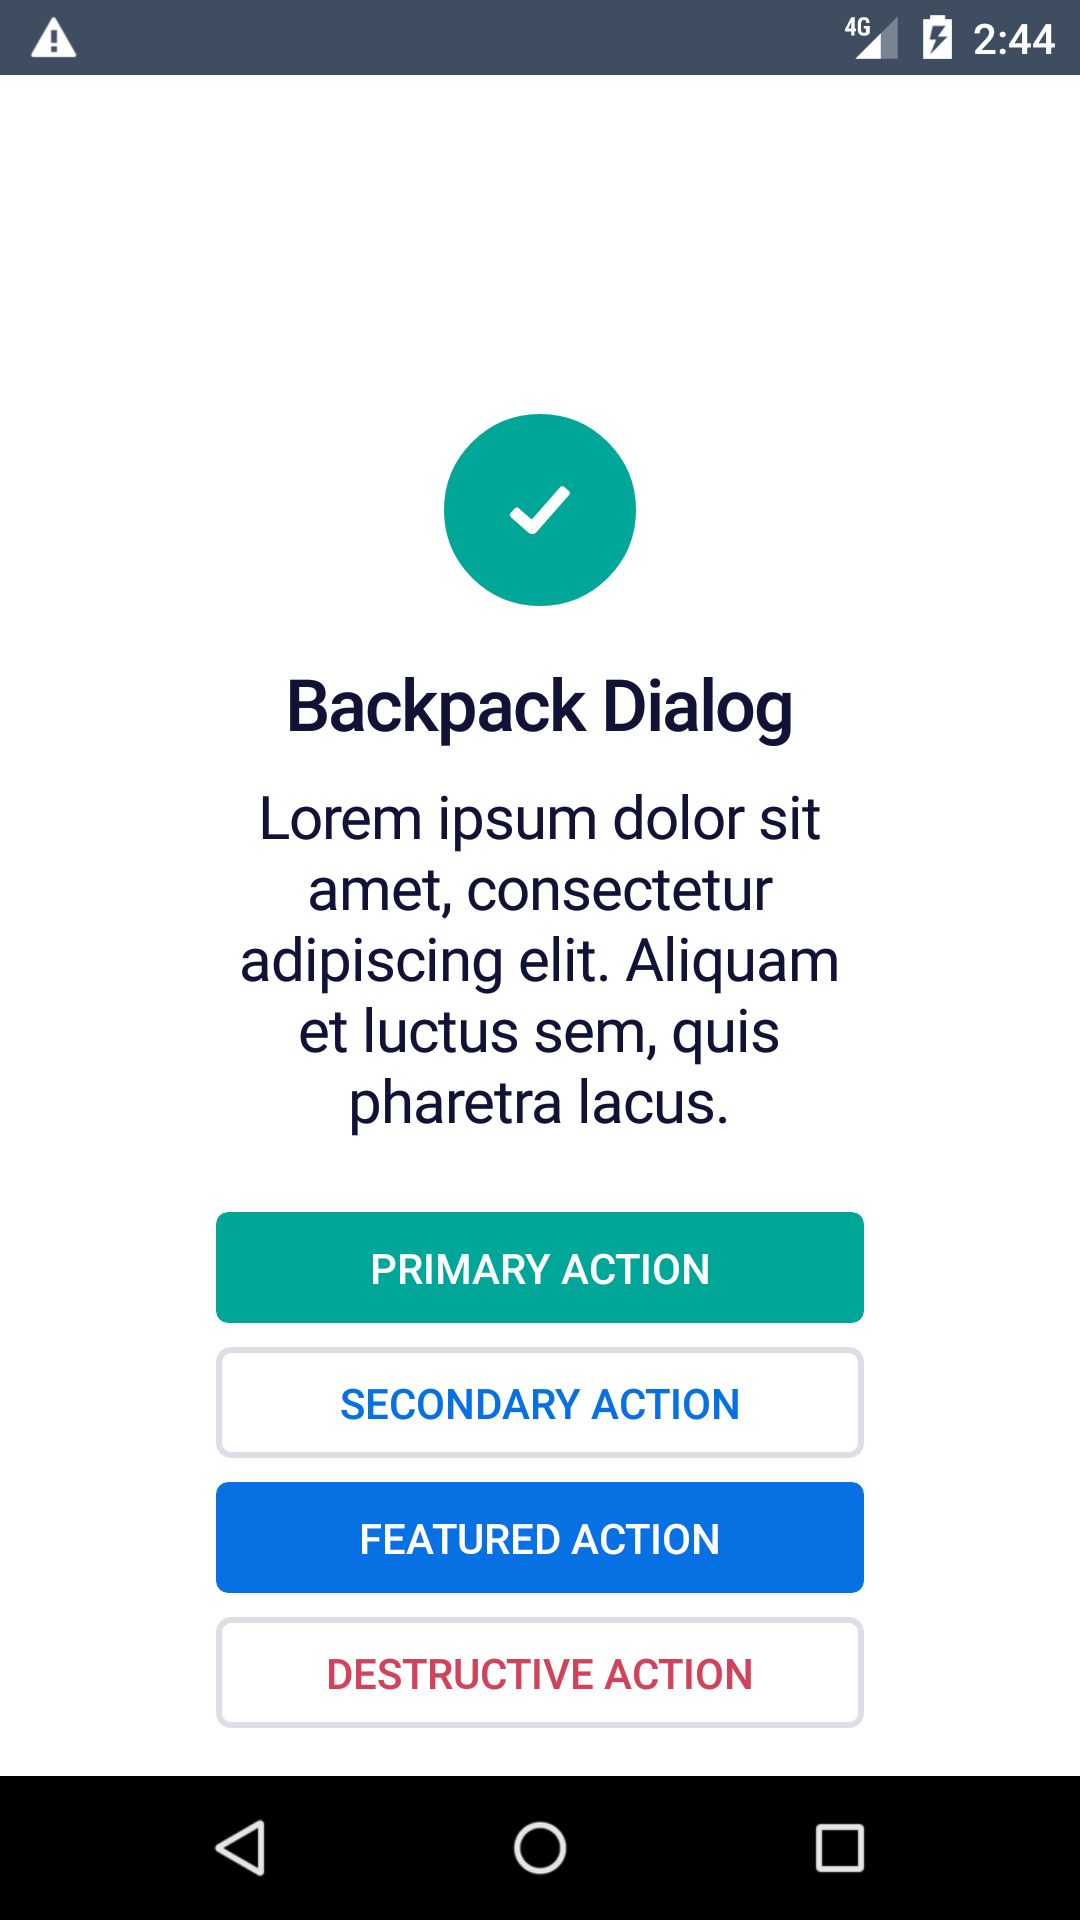 4G 2:44
Backpack Dialog
Lorem ipsum dolor sit
amet, consectetur
adipiscing elit. Aliquam
et luctus sem, quis
pharetra lacus.
PRIMARY ACTION
SECONDARY ACTION
FEATURED ACTION
DESTRUCTIVE ACTION